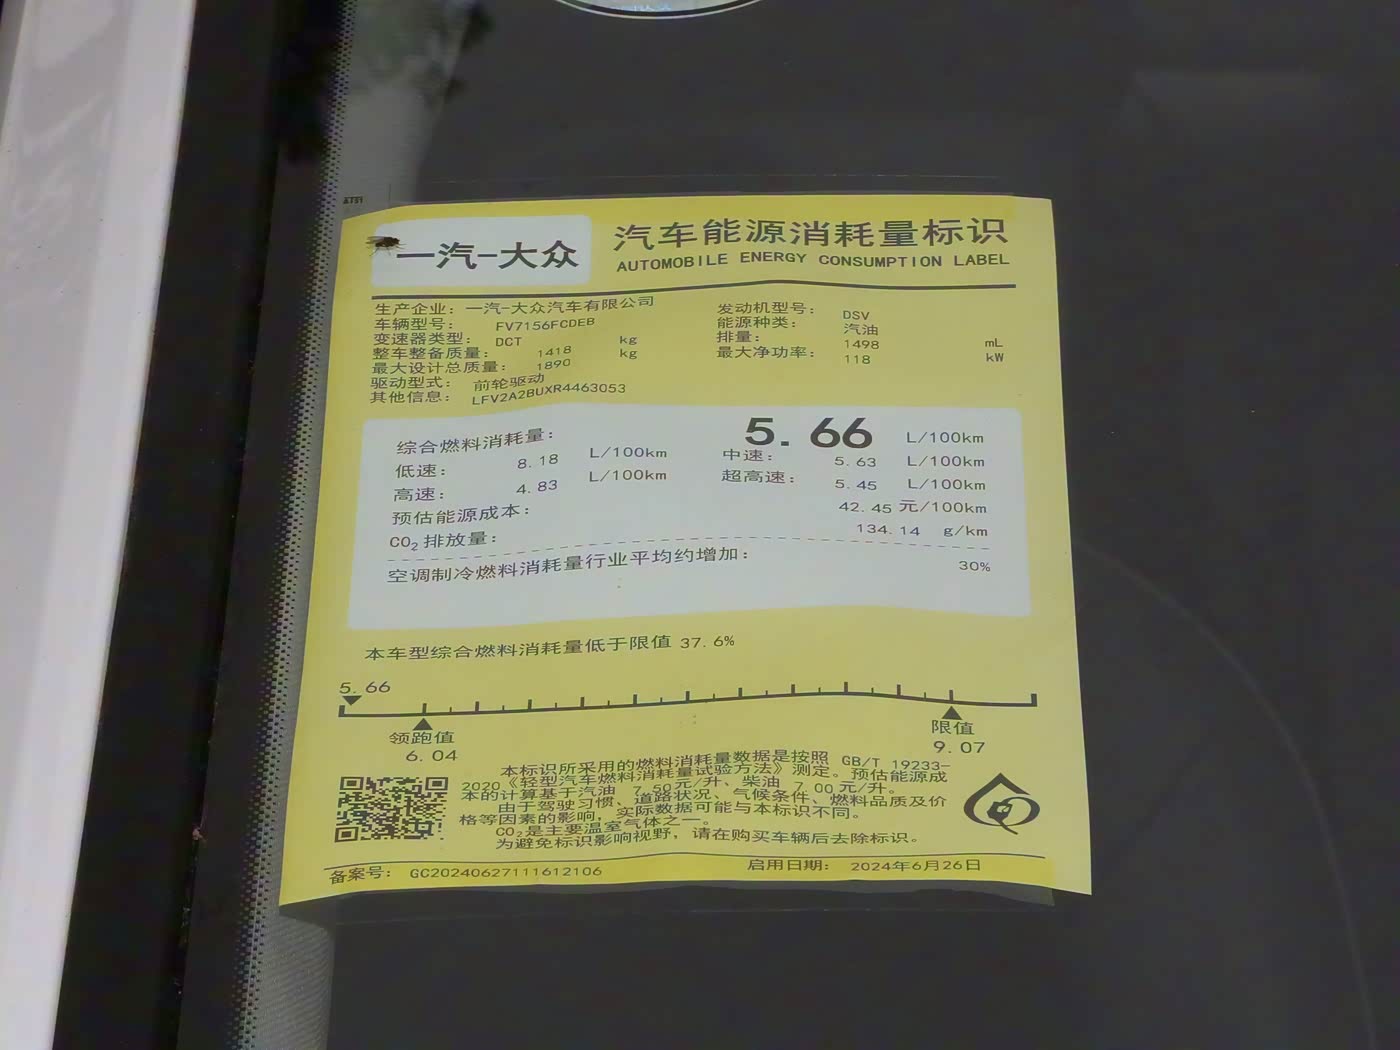 一汽-大众
汽车能源消耗量标识
AUTOMOBILE ENERGY CONSUMPTION LABEL
生产企业: 一汽-大众汽车有限公司
车辆型号: FV7156FCDEB
变速器类型: DCT
整车整备质量: 1418 kg
最大设计总质量: 1890 kg
驱动型式: 前轮驱动
其他信息: LFV2A2BUXR4463053
发动机型号: DSV
能源种类: 汽油
排量: 1498 mL
最大净功率: 118 kW
综合燃料消耗量: 5.66 L/100km
低速: 8.18 L/100km 中速: 5.63 L/100km
高速: 4.83 L/100km 超高速: 5.45 L/100km
预估能源成本: 42.45 元/100km
CO₂排放量: 134.14 g/km
空调制冷燃料消耗量行业平均约增加: 30%
本车型综合燃料消耗量低于限值 37.6%
5.66
领跑值
6.04
限值
9.07
本标识所采用的燃料消耗量数据是按照 GB/T 19233-
2020《轻型汽车燃料消耗量试验方法》测定。预估能源成
本的计算基于汽油 7.50元/升、柴油 7.00元/升。
由于驾驶习惯、道路状况、气候条件、燃料品质及价
格等因素的影响，实际数据可能与本标识不同。
CO₂是主要温室气体之一。
为避免标识影响视野，请在购买车辆后去除标识。
备案号: GC20240627111612106
启用日期: 2024年6月26日